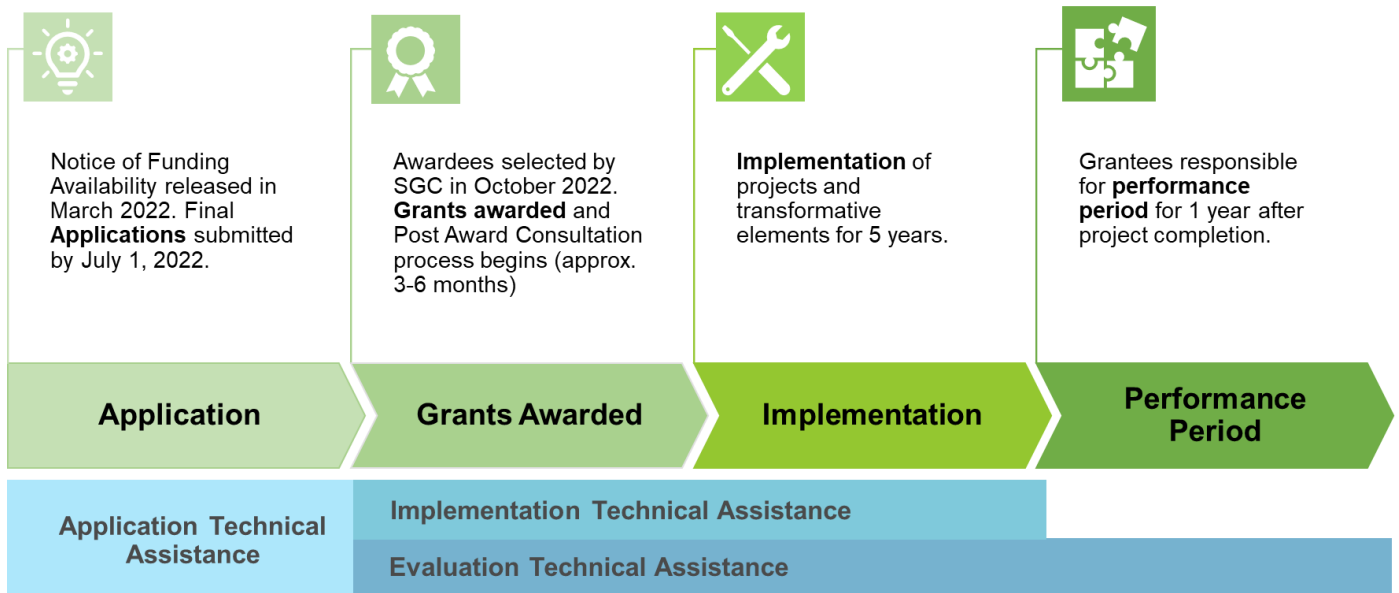 Notice of Funding
Availability released in
March 2022. Final
Applications submitted
by July 1, 2022.
Awardees selected by
SGC in October 2022.
Grants awarded and
Post Award Consultation
process begins (approx.
3-6 months)
Implementation of
projects and
transformative
elements for 5 years.
Grantees responsible
for performance
period for 1 year after
project completion.
Application
Grants Awarded
Implementation
Performance
Period
Application Technical
Assistance
Implementation Technical Assistance
Evaluation Technical Assistance